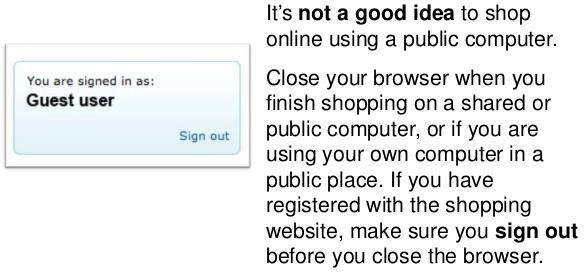 You are signed in as:
Guest user
Sign out
It's not a good idea to shop
online using a public computer.
Close your browser when you
finish shopping on a shared or
public computer, or if you are
using your own computer in a
public place. If you have
registered with the shopping
website, make sure you sign out
before you close the browser.